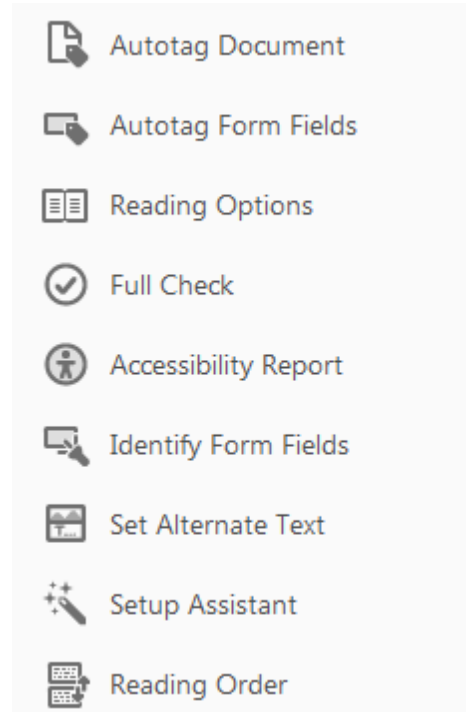 Autotag Document
Autotag Form Fields
Reading Options
Full Check
Accessibility Report
Identify Form Fields
Set Alternate Text
Setup Assistant
Reading Order